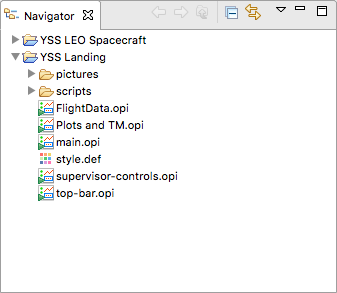 Navigator
YSS LEO Spacecraft
YSS Landing
pictures
scripts
FlightData.opi
Plots and TM.opi
main.opi
style.def
supervisor-controls.opi
top-bar.opi